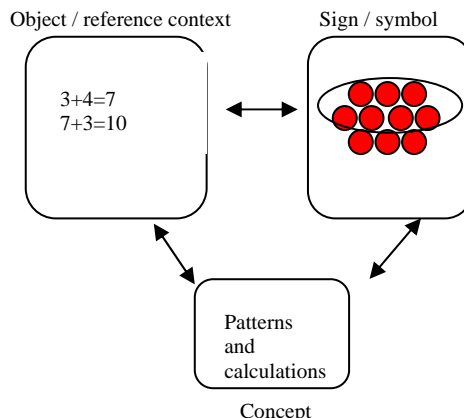 Object / reference context
Sign / symbol
3+4=7
7+3=10
Patterns
and
calculations
Concept